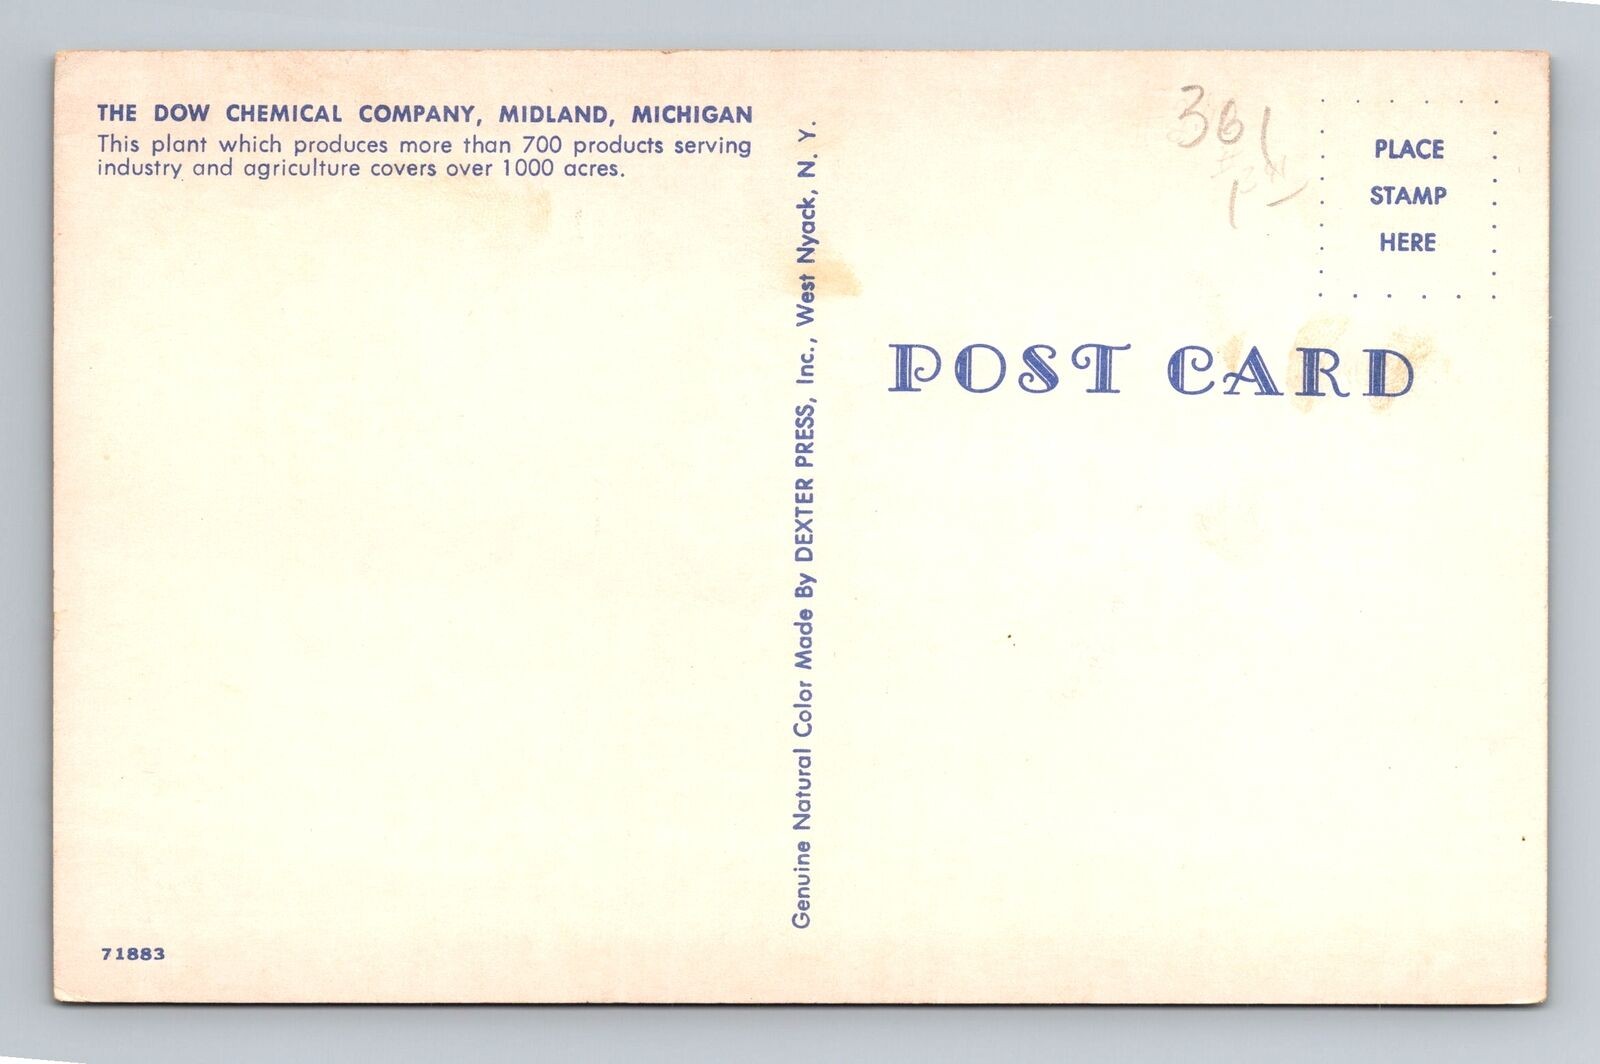 THE DOW CHEMICAL COMPANY, MIDLAND, MICHIGAN
This plant which produces more than 700 products serving
industry and agriculture covers over 1000 acres.
71883
Genuine Natural Color Made By DEXTER PRESS, Inc., West Nyack, N. Y.
PLACE
STAMP
HERE
POST CARD